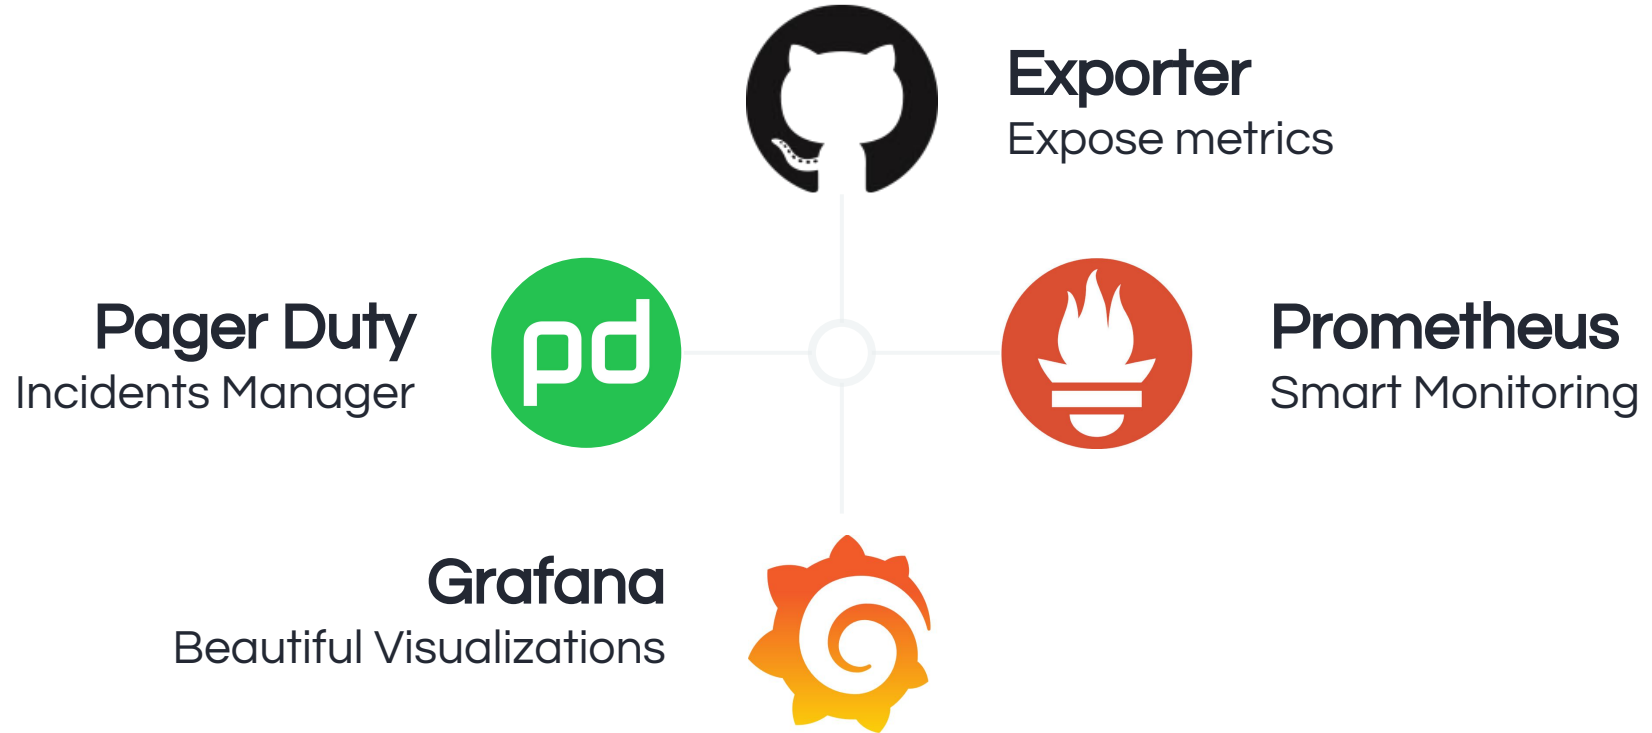 Exporter
Expose metrics
Pager Duty
Incidents Manager
pd
Prometheus
Smart Monitoring
Grafana
Beautiful Visualizations